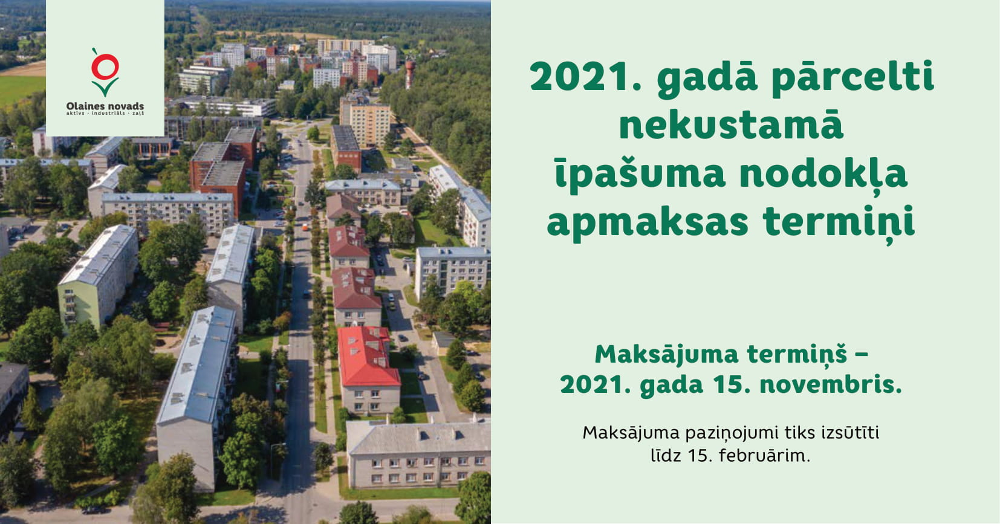 Olaines novads
aktīvs · industriāls · zaļš
2021. gadā pārcelti
nekustamā
īpašuma nodokļa
apmaksas termiņi
Maksājuma termiņš –
2021. gada 15. novembris.
Maksājuma paziņojumi tiks izsūtīti
līdz 15. februārim.